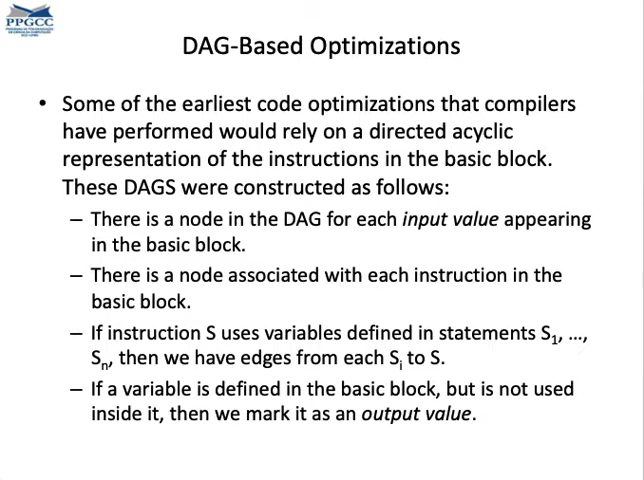 PPGCC
DAG-Based Optimizations
• Some of the earliest code optimizations that compilers
have performed would rely on a directed acyclic
representation of the instructions in the basic block.
These DAGS were constructed as follows:
– There is a node in the DAG for each input value appearing
in the basic block.
– There is a node associated with each instruction in the
basic block.
– If instruction S uses variables defined in statements S1, ...,
Sn, then we have edges from each Si to S.
– If a variable is defined in the basic block, but is not used
inside it, then we mark it as an output value.